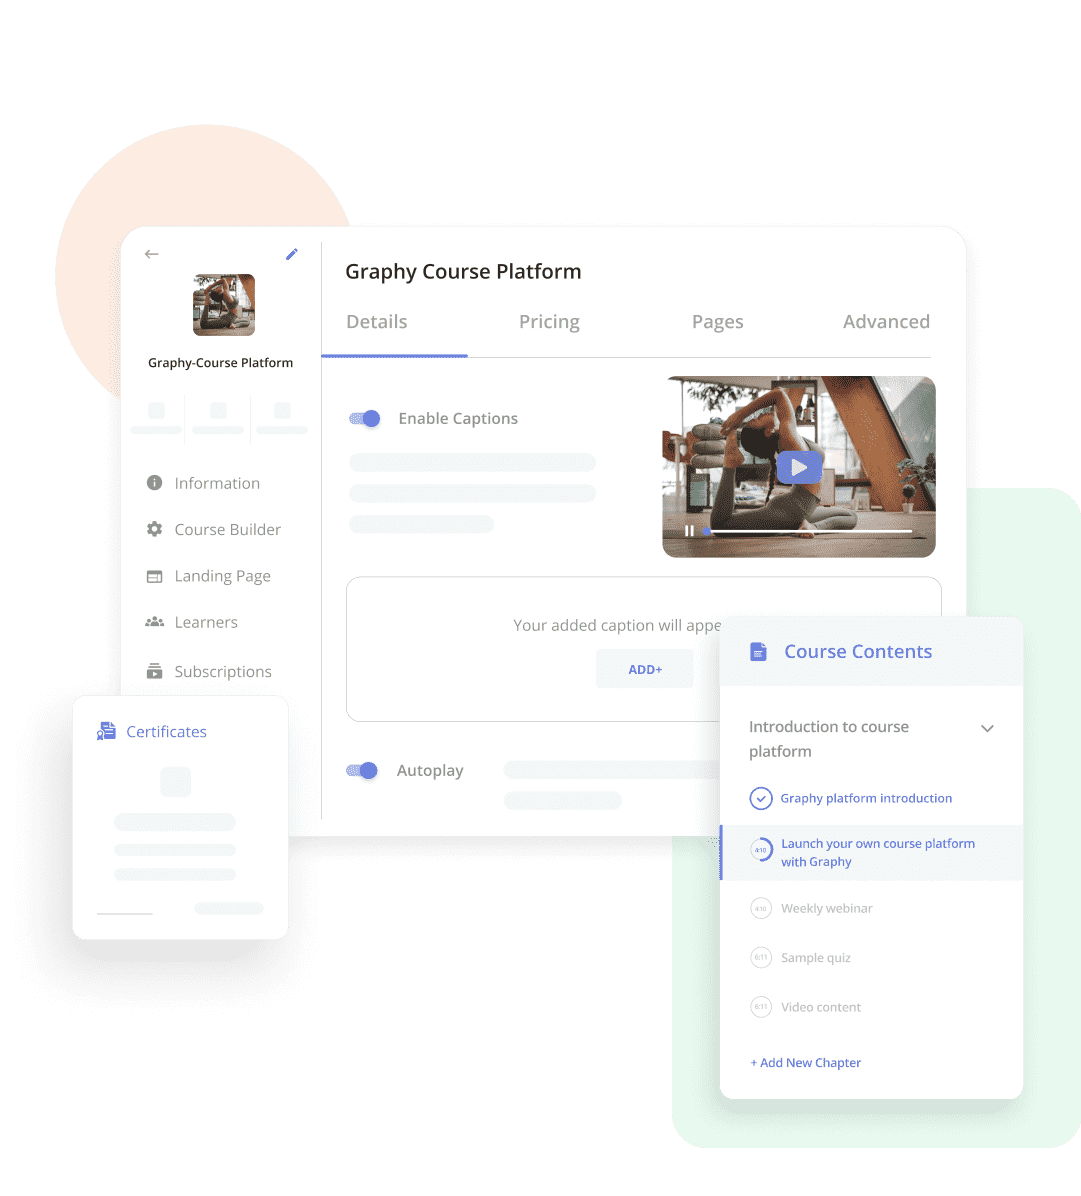 Graphy-Course Platform
Information
Course Builder
Landing Page
Learners
Subscriptions
Certificates
Graphy Course Platform
Details
Pricing
Pages
Advanced
Enable Captions
Your added caption will appe
ADD+
Autoplay
Course Contents
Introduction to course
platform
Graphy platform introduction
4:10
Launch your own course platform
with Graphy
4:10
Weekly webinar
6:11
Sample quiz
6:11
Video content
+ Add New Chapter